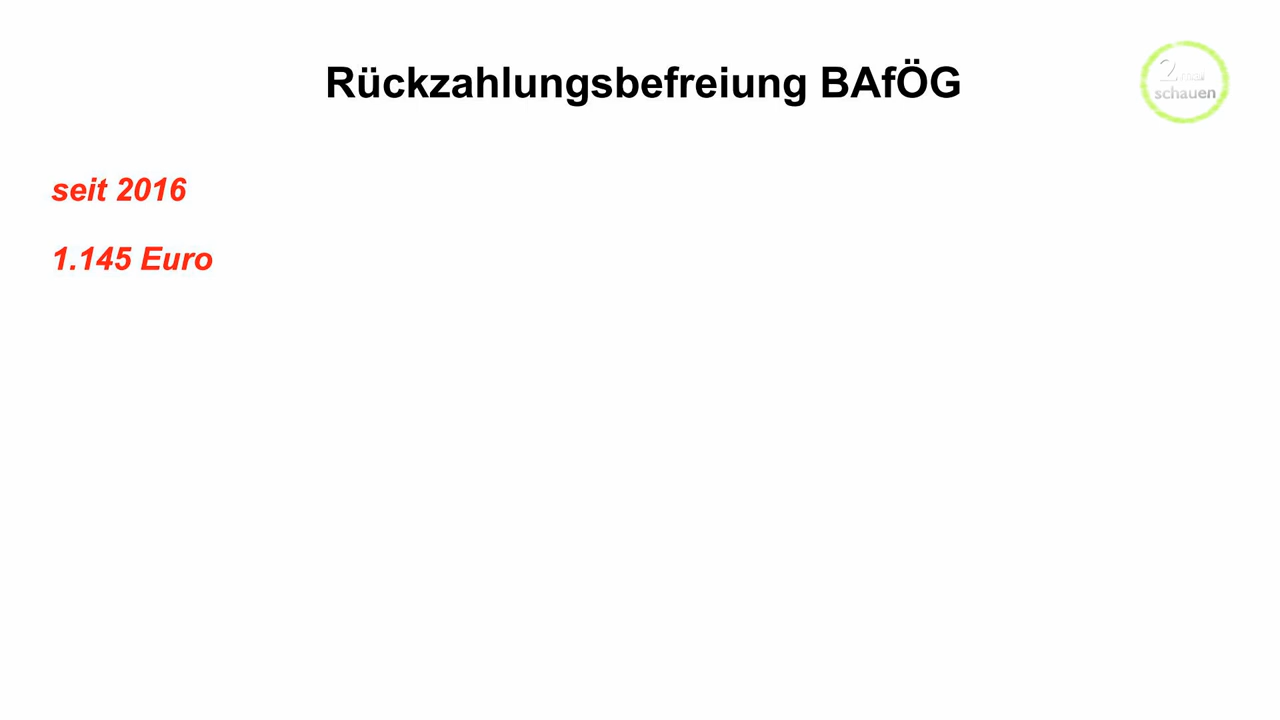 Rückzahlungsbefreiung BAfÖG
2 mal
schauen
seit 2016
1.145 Euro